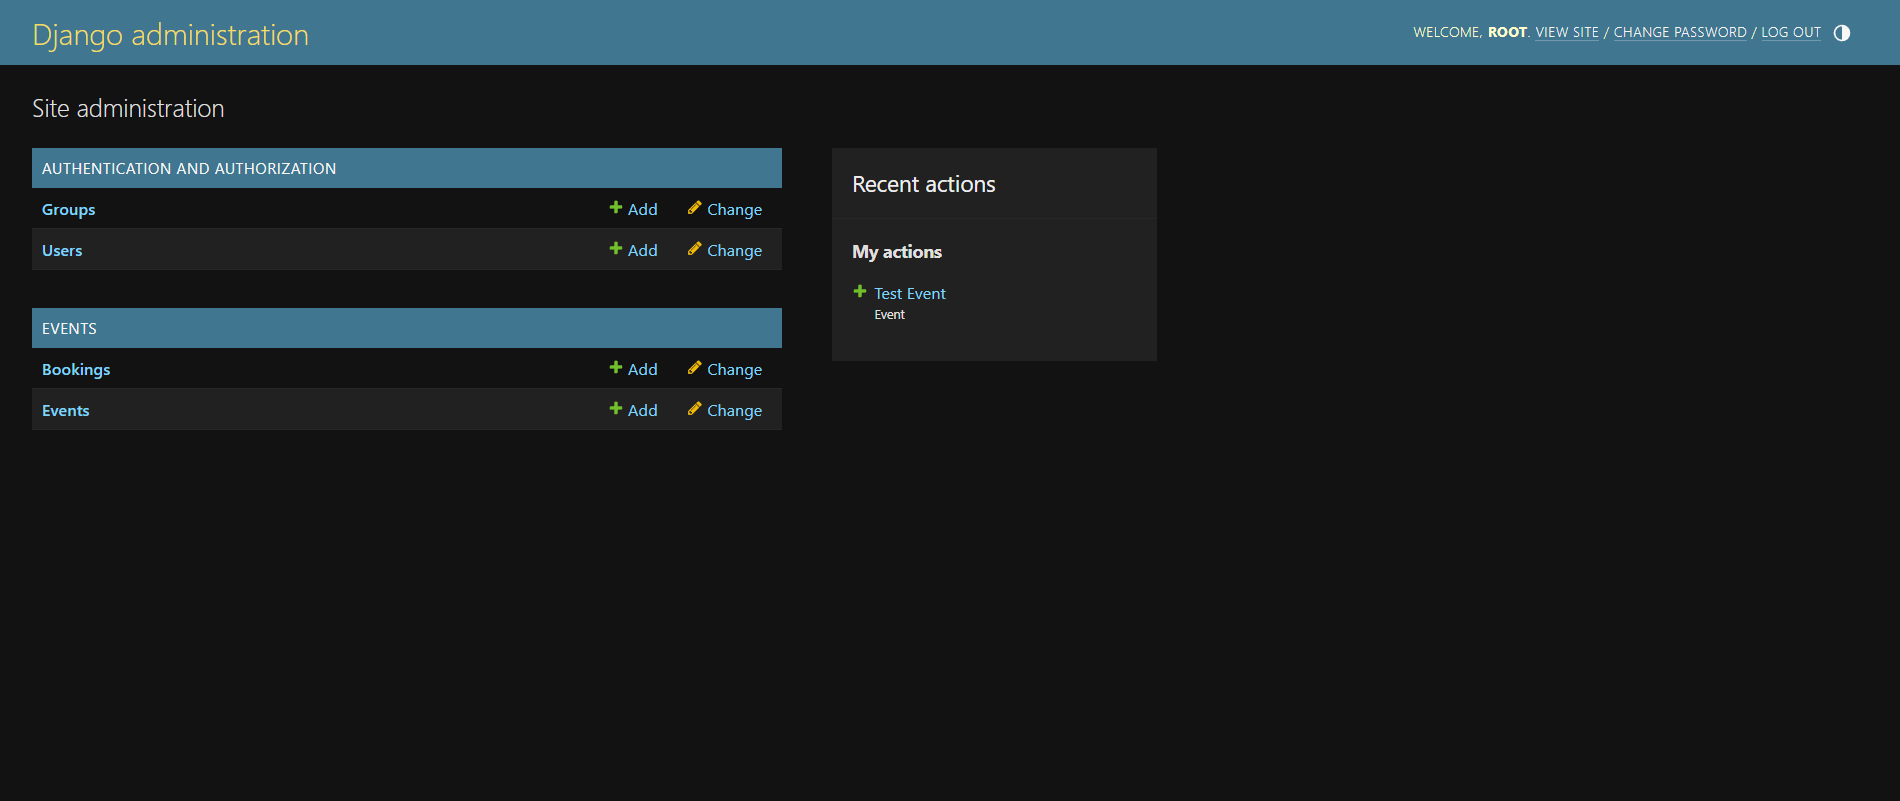 Django administration
WELCOME, ROOT. VIEW SITE / CHANGE PASSWORD / LOG OUT
Site administration
AUTHENTICATION AND AUTHORIZATION
Groups Add Change
Users Add Change
EVENTS
Bookings Add Change
Events Add Change
Recent actions
My actions
Test Event
Event